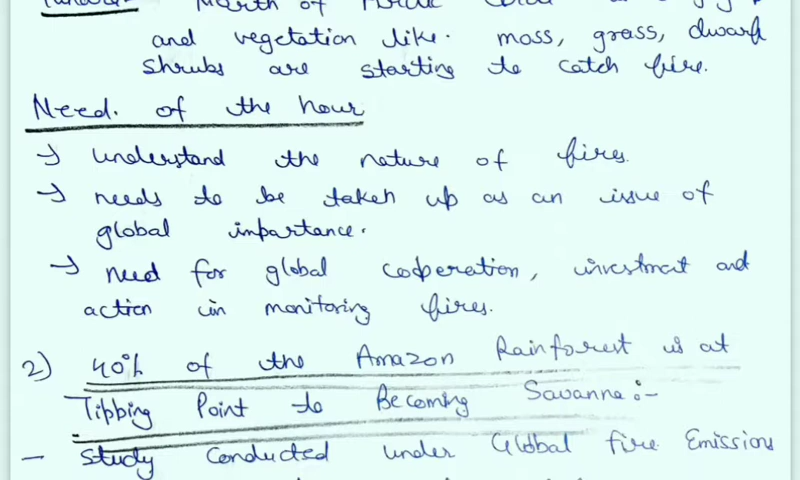 North of
and vegetation like. moss, grass, dwarf
shrubs are starting to catch fire.
Need. of the hour
→ understand the nature of fires.
→ needs to be taken up as an issue of
global importance.
→ need for global cooperation, investment and
action in monitoring fires.
2) 40% of the Amazon Rainforest is at
Tipping Point to Becoming Savanna :-
- Study Conducted under Global fire Emissions